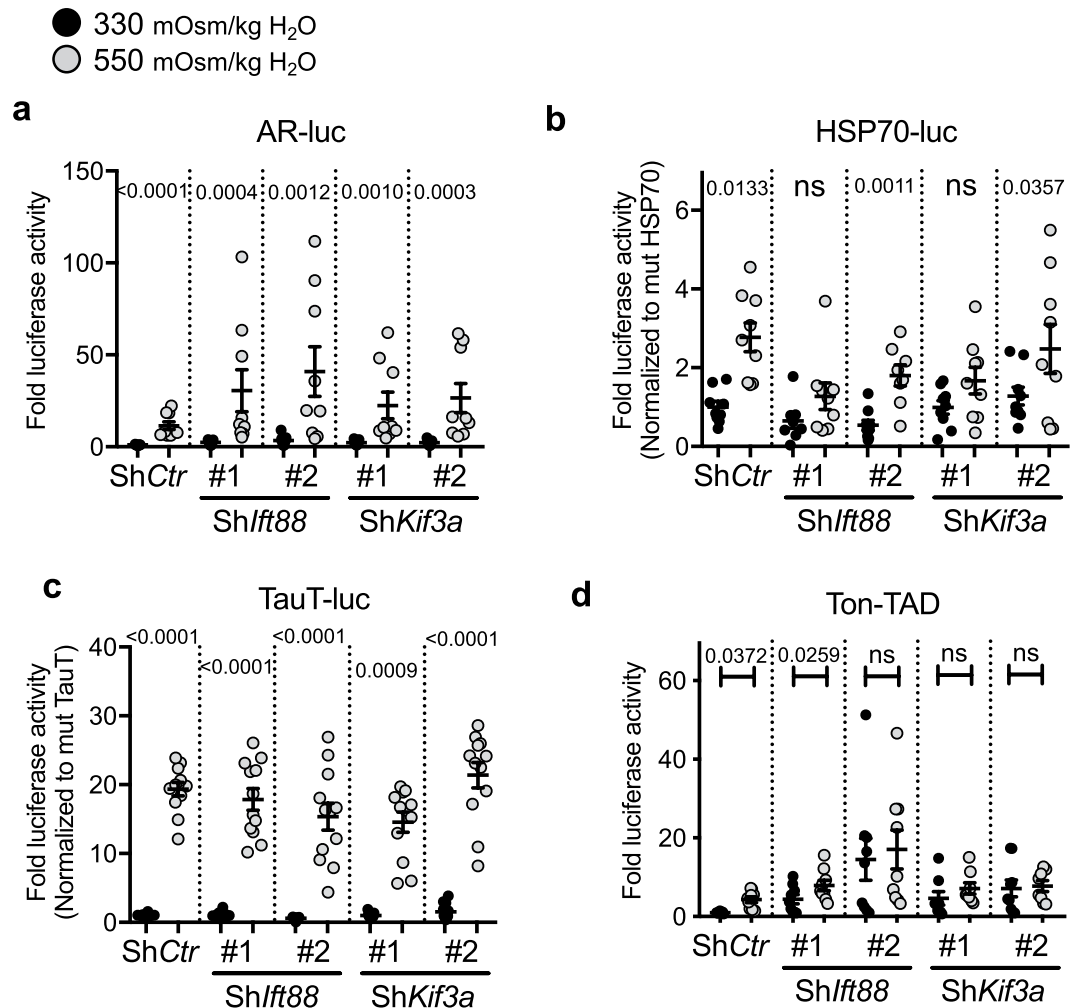 330 mOsm/kg H₂O
550 mOsm/kg H₂O
a
AR-luc
Fold luciferase activity
150
100
50
0
<0.0001 0.0004 0.0012 0.0010 0.0003
ShCtr #1 #2 #1 #2
ShIft88 ShKif3a
b
HSP70-luc
Fold luciferase activity
(Normalized to mut HSP70)
6
4
2
0
0.0133 ns 0.0011 ns 0.0357
ShCtr #1 #2 #1 #2
ShIft88 ShKif3a
c
TauT-luc
Fold luciferase activity
(Normalized to mut TauT)
40
30
20
10
0
<0.0001 <0.0001 <0.0001 0.0009 <0.0001
ShCtr #1 #2 #1 #2
ShIft88 ShKif3a
d
Ton-TAD
Fold luciferase activity
60
40
20
0
0.0372 0.0259 ns ns ns
ShCtr #1 #2 #1 #2
ShIft88 ShKif3a